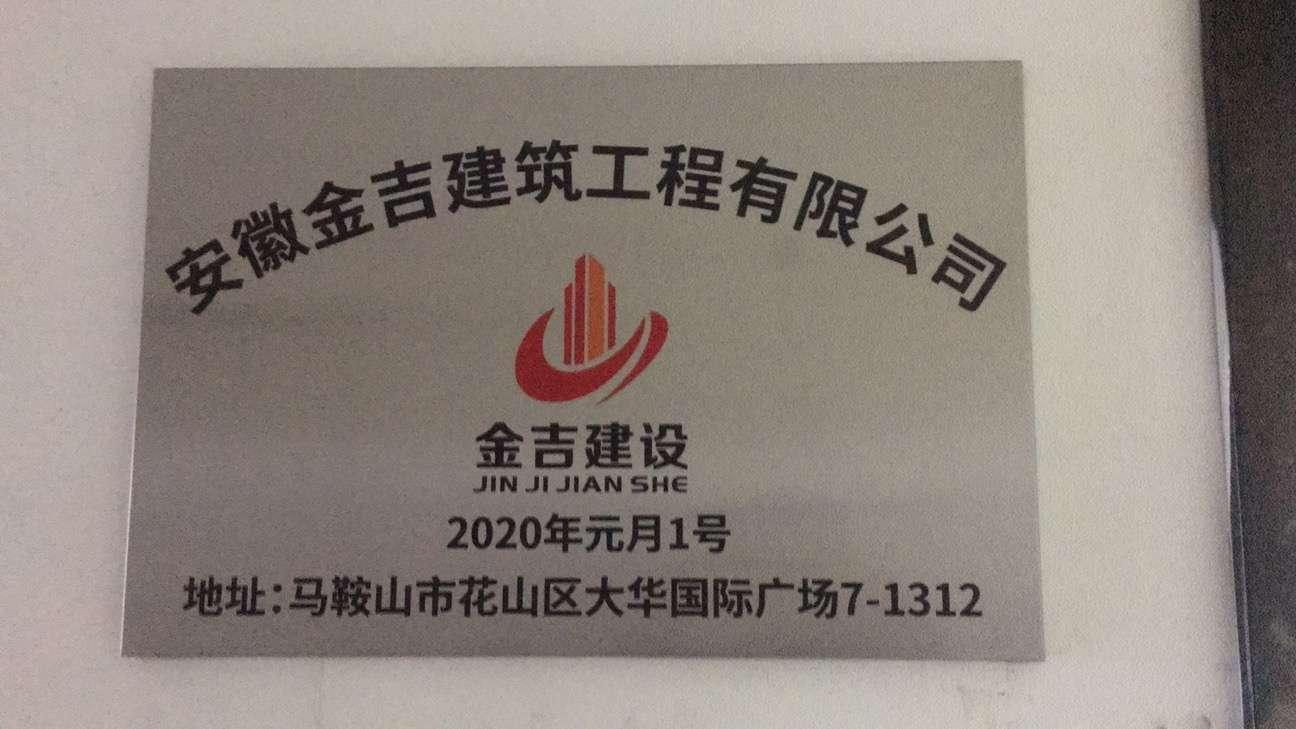 安徽金吉建筑工程有限公司
金吉建设
JIN JI JIAN SHE
2020年元月1号
地址:马鞍山市花山区大华国际广场7-1312